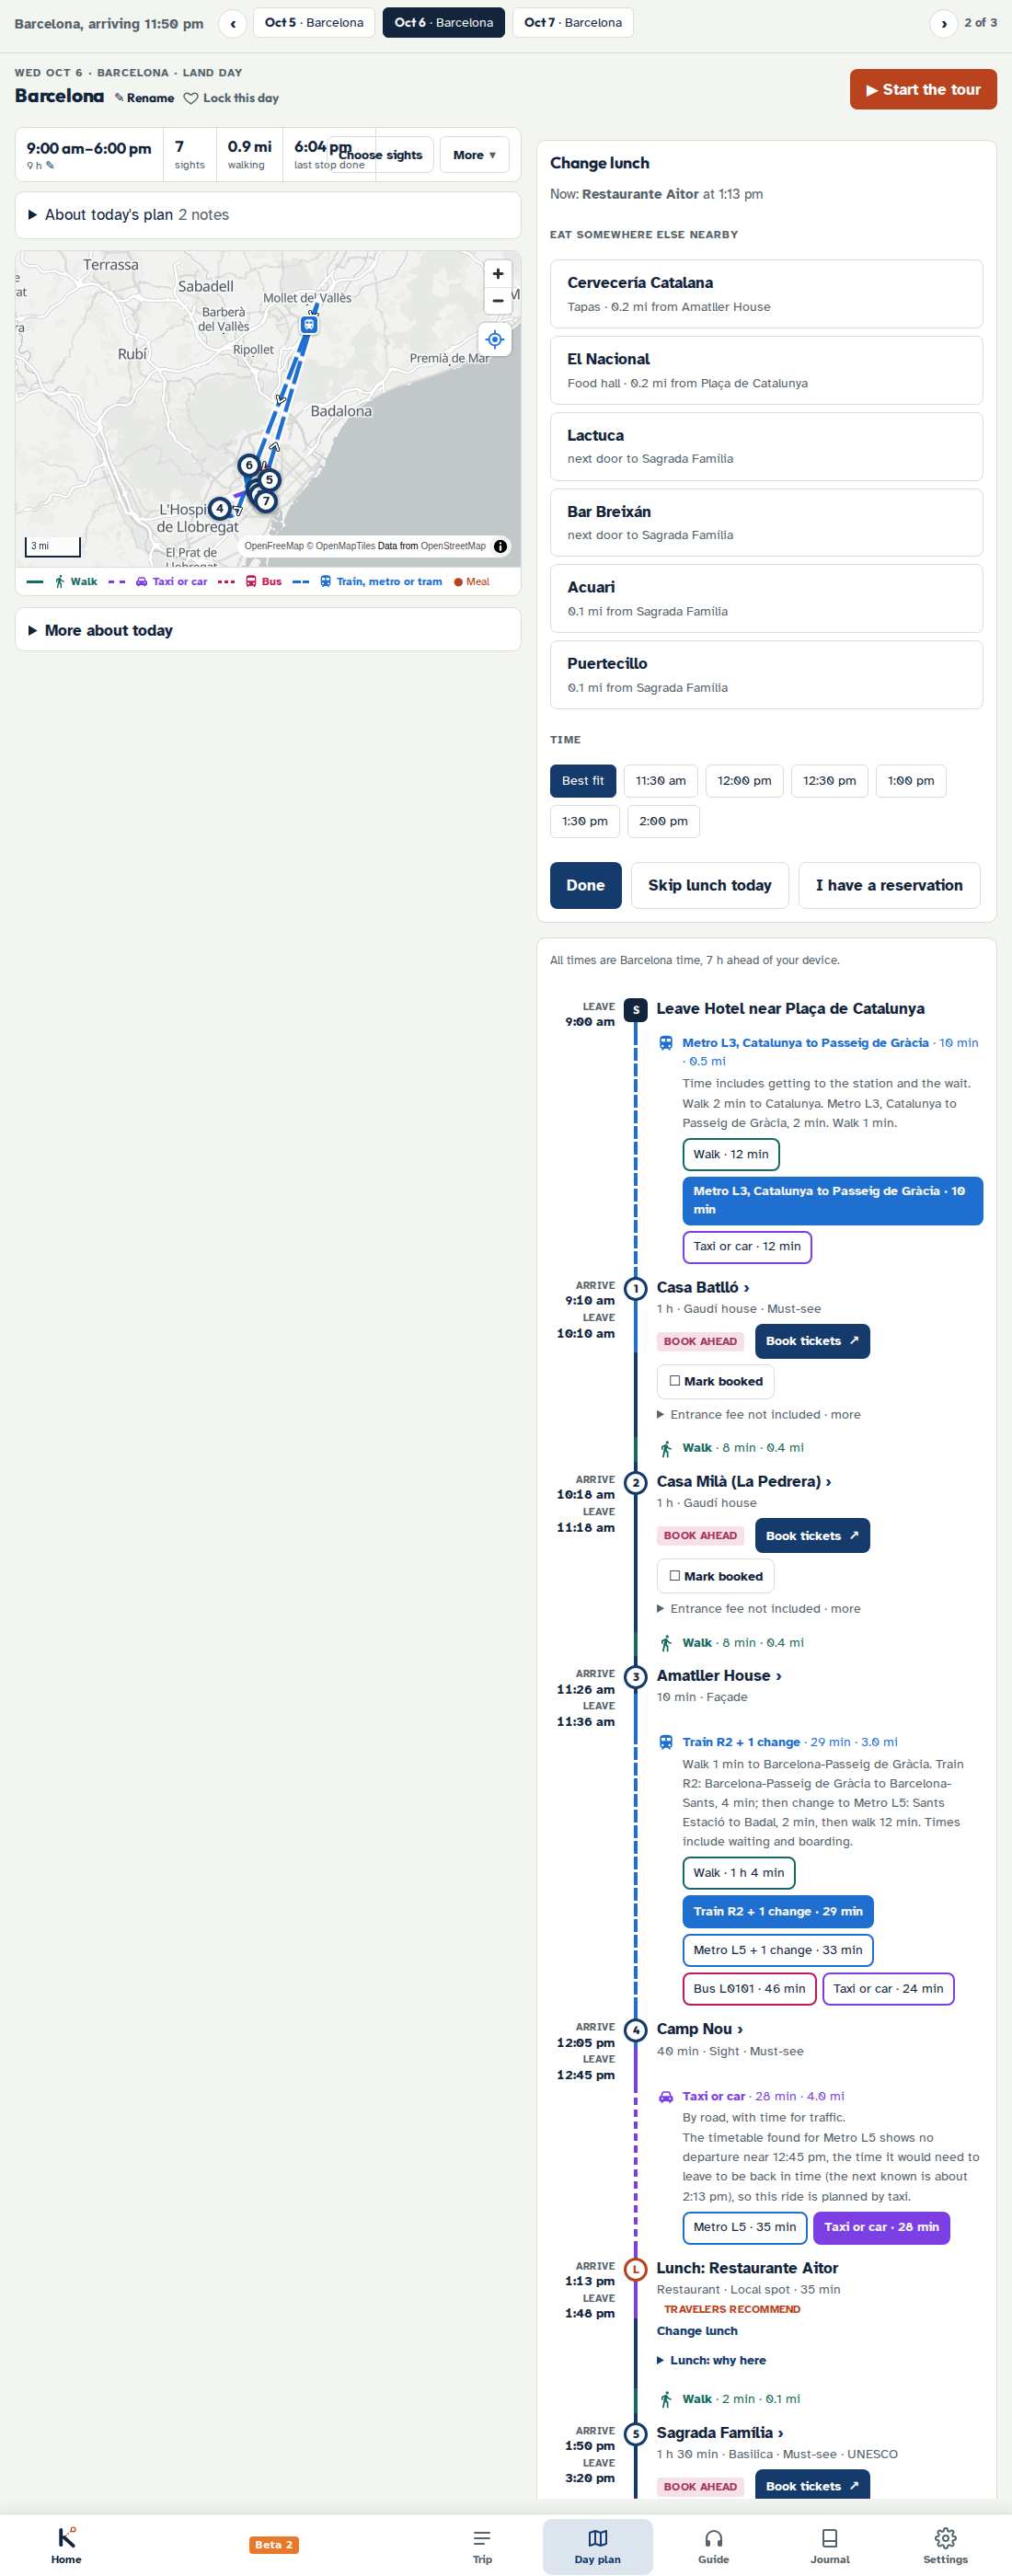 Barcelona, arriving 11:50 pm
‹
Oct 5 · Barcelona
Oct 6 · Barcelona
Oct 7 · Barcelona
›
2 of 3
WED OCT 6 · BARCELONA · LAND DAY
Barcelona ✎ Rename ♡ Lock this day
▶ Start the tour
9:00 am–6:00 pm
9 h ✎
7
sights
0.9 mi
walking
6:04 pm
last stop done
Choose sights
More ▾
▶ About today's plan 2 notes
Terrassa
Sabadell
Mollet del Vallès
Barberà
del Vallès
Rubí
Ripollet
Premià de Mar
Badalona
L'Hospi
de Llobregat
El Prat de
Llobregat
e
at
ra
M
+
−
6
5
4
7
3 mi
OpenFreeMap © OpenMapTiles Data from OpenStreetMap
Walk
Taxi or car
Bus
Train, metro or tram
Meal
▶ More about today
Change lunch
Now: Restaurante Aitor at 1:13 pm
EAT SOMEWHERE ELSE NEARBY
Cervecería Catalana
Tapas · 0.2 mi from Amatller House
El Nacional
Food hall · 0.2 mi from Plaça de Catalunya
Lactuca
next door to Sagrada Família
Bar Breixán
next door to Sagrada Família
Acuari
0.1 mi from Sagrada Família
Puertecillo
0.1 mi from Sagrada Família
TIME
Best fit
11:30 am
12:00 pm
12:30 pm
1:00 pm
1:30 pm
2:00 pm
Done
Skip lunch today
I have a reservation
All times are Barcelona time, 7 h ahead of your device.
LEAVE
9:00 am
S
Leave Hotel near Plaça de Catalunya
Metro L3, Catalunya to Passeig de Gràcia · 10 min
· 0.5 mi
Time includes getting to the station and the wait.
Walk 2 min to Catalunya. Metro L3, Catalunya to
Passeig de Gràcia, 2 min. Walk 1 min.
Walk · 12 min
Metro L3, Catalunya to Passeig de Gràcia · 10
min
Taxi or car · 12 min
ARRIVE
9:10 am
LEAVE
10:10 am
1
Casa Batlló ›
1 h · Gaudí house · Must-see
BOOK AHEAD
Book tickets ↗
☐ Mark booked
▶ Entrance fee not included · more
Walk · 8 min · 0.4 mi
ARRIVE
10:18 am
LEAVE
11:18 am
2
Casa Milà (La Pedrera) ›
1 h · Gaudí house
BOOK AHEAD
Book tickets ↗
☐ Mark booked
▶ Entrance fee not included · more
Walk · 8 min · 0.4 mi
ARRIVE
11:26 am
LEAVE
11:36 am
3
Amatller House ›
10 min · Façade
Train R2 + 1 change · 29 min · 3.0 mi
Walk 1 min to Barcelona-Passeig de Gràcia. Train
R2: Barcelona-Passeig de Gràcia to Barcelona-
Sants, 4 min; then change to Metro L5: Sants
Estació to Badal, 2 min, then walk 12 min. Times
include waiting and boarding.
Walk · 1 h 4 min
Train R2 + 1 change · 29 min
Metro L5 + 1 change · 33 min
Bus L0101 · 46 min
Taxi or car · 24 min
ARRIVE
12:05 pm
LEAVE
12:45 pm
4
Camp Nou ›
40 min · Sight · Must-see
Taxi or car · 28 min · 4.0 mi
By road, with time for traffic.
The timetable found for Metro L5 shows no
departure near 12:45 pm, the time it would need to
leave to be back in time (the next known is about
2:13 pm), so this ride is planned by taxi.
Metro L5 · 35 min
Taxi or car · 28 min
ARRIVE
1:13 pm
LEAVE
1:48 pm
L
Lunch: Restaurante Aitor
Restaurant · Local spot · 35 min
TRAVELERS RECOMMEND
Change lunch
▶ Lunch: why here
Walk · 2 min · 0.1 mi
ARRIVE
1:50 pm
LEAVE
3:20 pm
5
Sagrada Família ›
1 h 30 min · Basilica · Must-see · UNESCO
BOOK AHEAD
Book tickets ↗
Home
Beta 2
Trip
Day plan
Guide
Journal
Settings